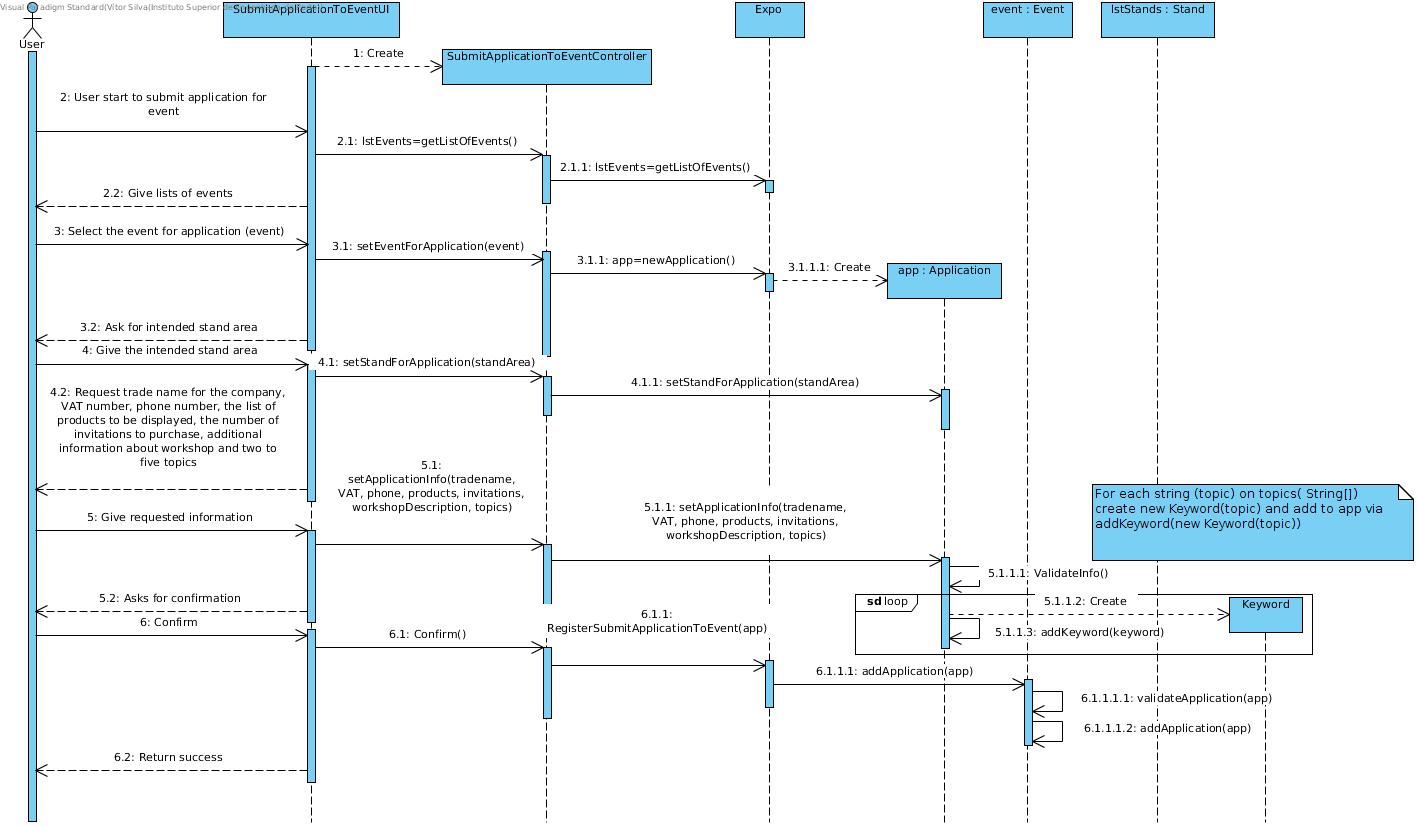 Visual Paradigm Standard(Vítor Silva(Instituto Superior de
User
SubmitApplicationToEventUI
Expo
event : Event
lstStands : Stand
1: Create
SubmitApplicationToEventController
2: User start to submit application for
event
2.1: lstEvents=getListOfEvents()
2.1.1: lstEvents=getListOfEvents()
2.2: Give lists of events
3: Select the event for application (event)
3.1: setEventForApplication(event)
3.1.1: app=newApplication()
3.1.1.1: Create
app : Application
3.2: Ask for intended stand area
4: Give the intended stand area
4.1: setStandForApplication(standArea)
4.1.1: setStandForApplication(standArea)
4.2: Request trade name for the company,
VAT number, phone number, the list of
products to be displayed, the number of
invitations to purchase, additional
information about workshop and two to
five topics
5.1:
setApplicationInfo(tradename,
VAT, phone, products, invitations,
workshopDescription, topics)
5.1.1: setApplicationInfo(tradename,
VAT, phone, products, invitations,
workshopDescription, topics)
For each string (topic) on topics( String[])
create new Keyword(topic) and add to app via
addKeyword(new Keyword(topic))
5: Give requested information
5.1.1.1: ValidateInfo()
5.2: Asks for confirmation
sd loop
5.1.1.2: Create
Keyword
6: Confirm
6.1: Confirm()
6.1.1:
RegisterSubmitApplicationToEvent(app)
5.1.1.3: addKeyword(keyword)
6.1.1.1: addApplication(app)
6.1.1.1.1: validateApplication(app)
6.1.1.1.2: addApplication(app)
6.2: Return success